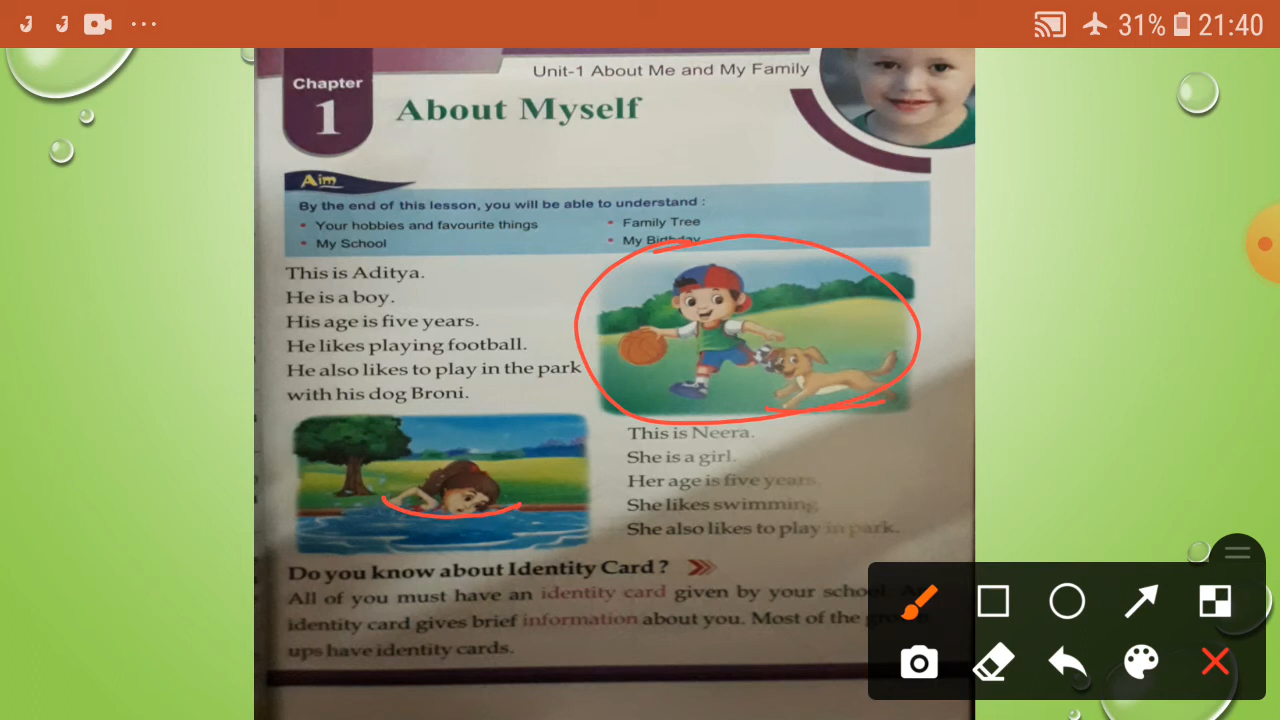 31% 21:40
Unit-1 About Me and My Family
Chapter
1
About Myself
Aim
By the end of this lesson, you will be able to understand :
• Your hobbies and favourite things
• My School
• Family Tree
• My Birthday
This is Aditya.
He is a boy.
His age is five years.
He likes playing football.
He also likes to play in the park
with his dog Broni.
This is Neera.
She is a girl.
Her age is five years.
She likes swimming.
She also likes to play in park.
Do you know about Identity Card ?
All of you must have an identity card given by your school.
identity card gives brief information about you. Most of the
ups have identity cards.